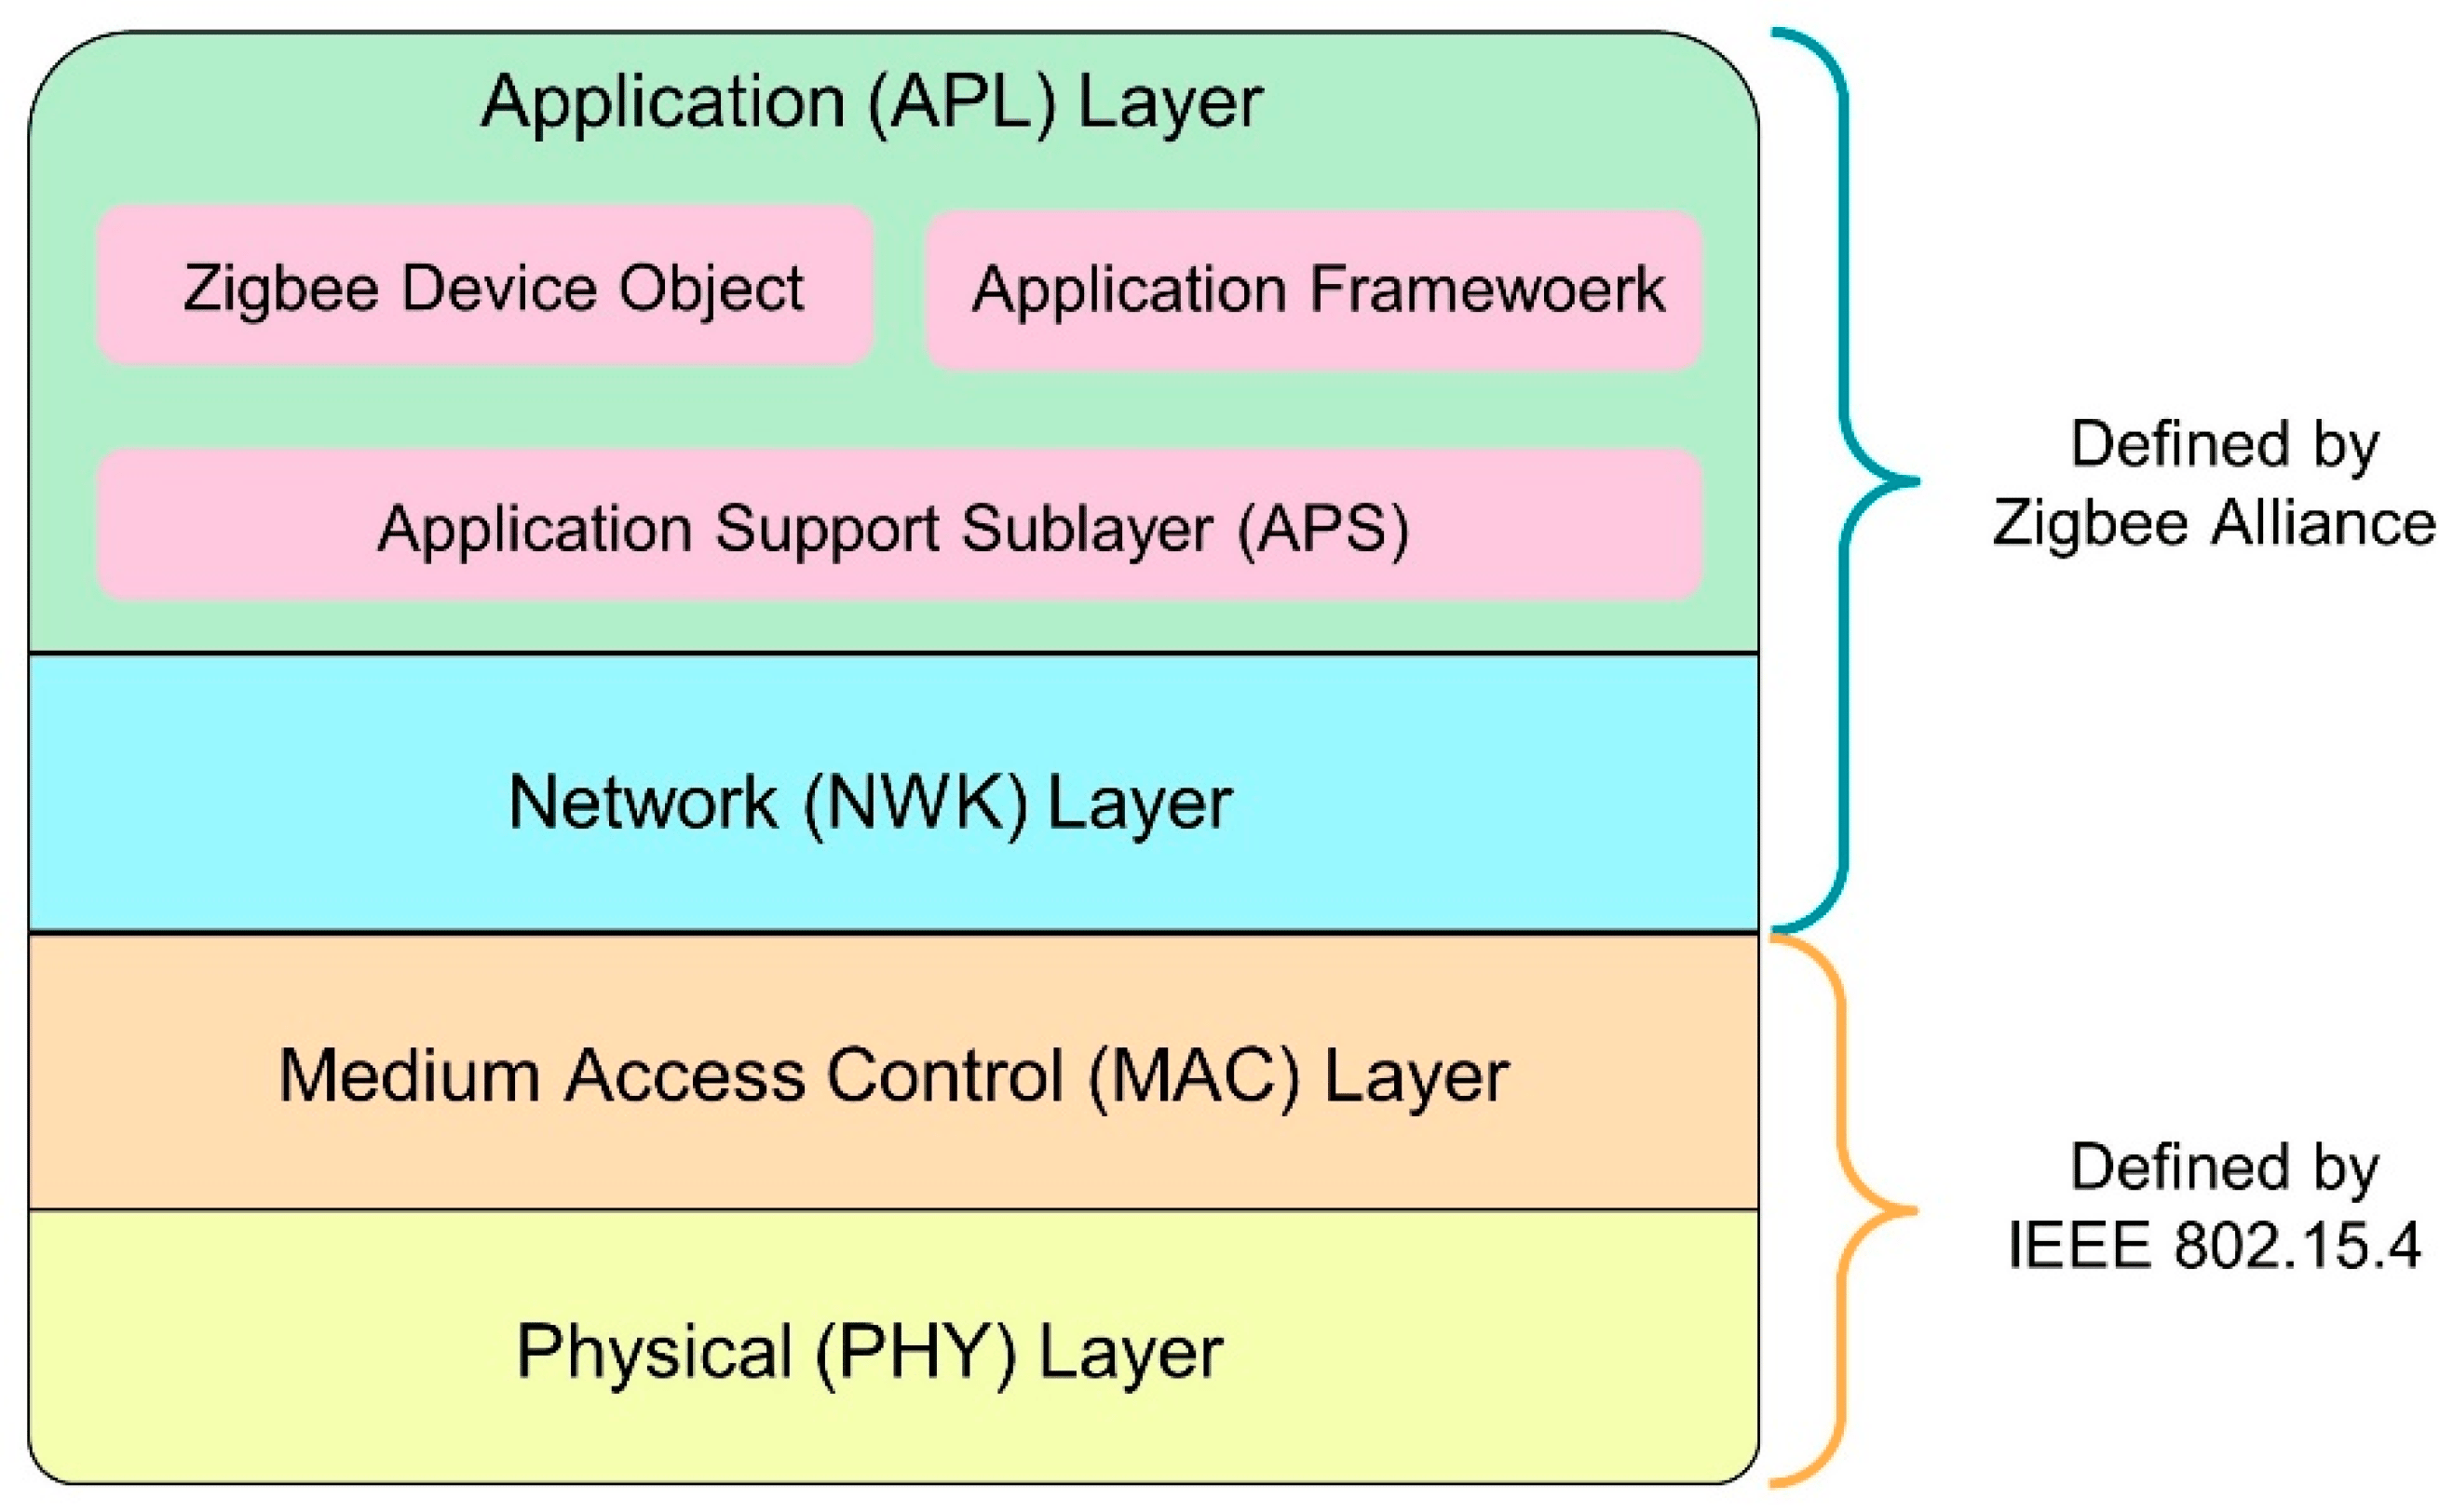 Application (APL) Layer
Zigbee Device Object
Application Framewoerk
Application Support Sublayer (APS)
Defined by
Zigbee Alliance
Network (NWK) Layer
Medium Access Control (MAC) Layer
Defined by
IEEE 802.15.4
Physical (PHY) Layer